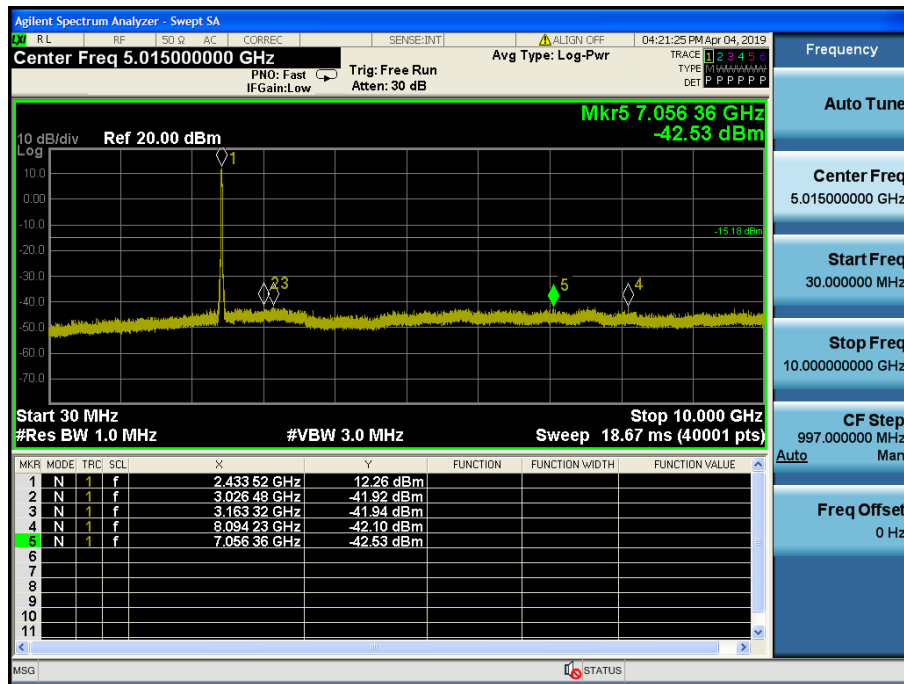 Agilent Spectrum Analyzer - Swept SA
LXI RL RF 50 Ω AC CORREC SENSE:INT ALIGN OFF 04:21:25 PM Apr 04, 2019
Center Freq 5.015000000 GHz
PNO: Fast
IFGain:Low
Trig: Free Run
Atten: 30 dB
Avg Type: Log-Pwr
TRACE 1 2 3 4 5 6
TYPE M W W W W W
DET P P P P P P
Mkr5 7.056 36 GHz
-42.53 dBm
10 dB/div Ref 20.00 dBm
Log
10.0
0.00
-10.0
-20.0
-30.0
-40.0
-50.0
-60.0
-70.0
1
2 3
5
4
-15.18 dBm
Start 30 MHz Stop 10.000 GHz
#Res BW 1.0 MHz #VBW 3.0 MHz Sweep 18.67 ms (40001 pts)
MKR MODE TRC SCL X Y FUNCTION FUNCTION WIDTH FUNCTION VALUE
1 N 1 f 2.433 52 GHz 12.26 dBm
2 N 1 f 3.026 48 GHz -41.92 dBm
3 N 1 f 3.163 32 GHz -41.94 dBm
4 N 1 f 8.094 23 GHz -42.10 dBm
5 N 1 f 7.056 36 GHz -42.53 dBm
6
7
8
9
10
11
MSG STATUS
Frequency
Auto Tune
Center Freq
5.015000000 GHz
Start Freq
30.000000 MHz
Stop Freq
10.000000000 GHz
CF Step
997.000000 MHz
Auto Man
Freq Offset
0 Hz